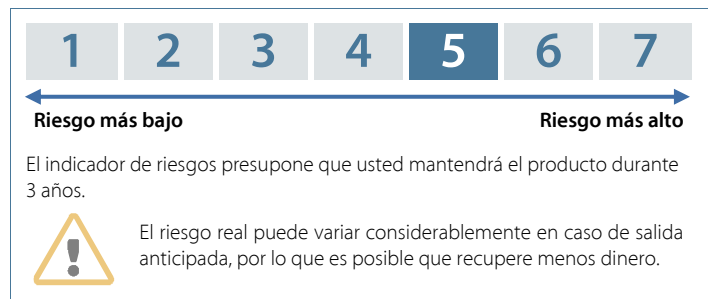 1 2 3 4 5 6 7
Riesgo más bajo Riesgo más alto
El indicador de riesgos presupone que usted mantendrá el producto durante
3 años.
El riesgo real puede variar considerablemente en caso de salida
anticipada, por lo que es posible que recupere menos dinero.